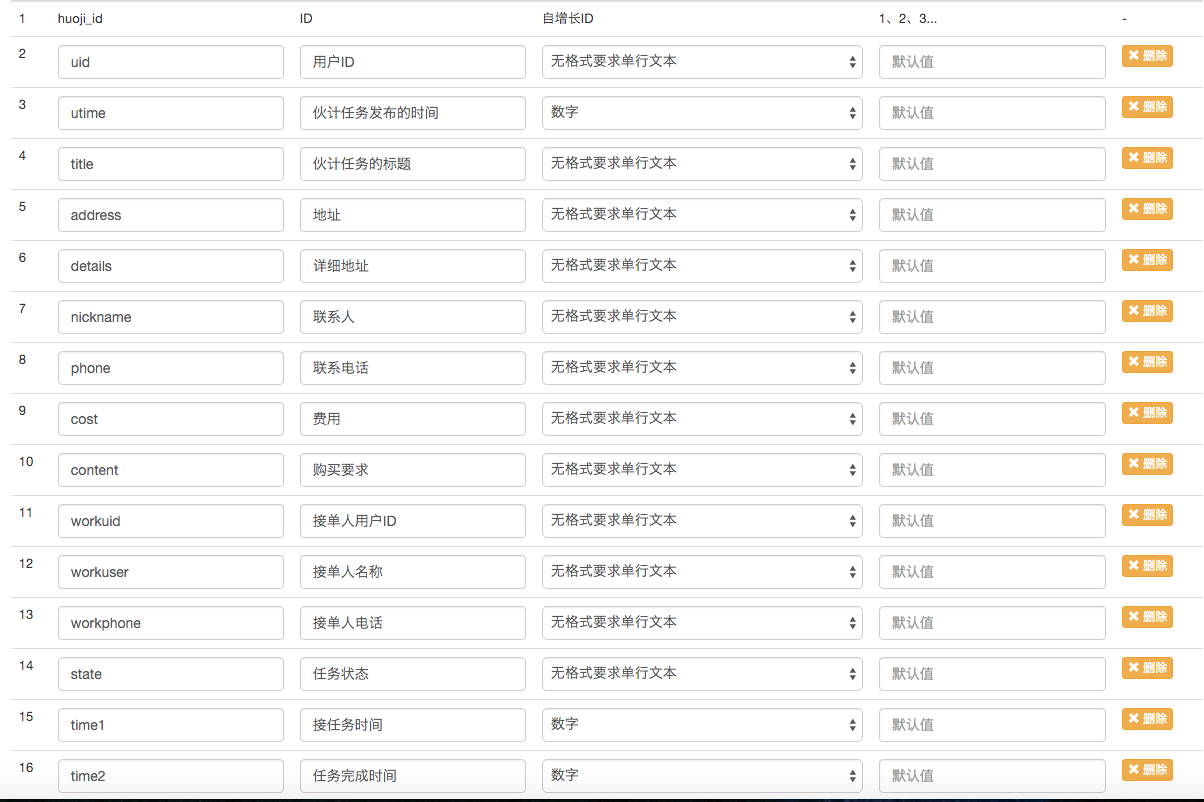 1 huoji_id ID 自增长ID 1、2、3... -
2 uid 用户ID 无格式要求单行文本 默认值 删除
3 utime 伙计任务发布的时间 数字 默认值 删除
4 title 伙计任务的标题 无格式要求单行文本 默认值 删除
5 address 地址 无格式要求单行文本 默认值 删除
6 details 详细地址 无格式要求单行文本 默认值 删除
7 nickname 联系人 无格式要求单行文本 默认值 删除
8 phone 联系电话 无格式要求单行文本 默认值 删除
9 cost 费用 无格式要求单行文本 默认值 删除
10 content 购买要求 无格式要求单行文本 默认值 删除
11 workuid 接单人用户ID 无格式要求单行文本 默认值 删除
12 workuser 接单人名称 无格式要求单行文本 默认值 删除
13 workphone 接单人电话 无格式要求单行文本 默认值 删除
14 state 任务状态 无格式要求单行文本 默认值 删除
15 time1 接任务时间 数字 默认值 删除
16 time2 任务完成时间 数字 默认值 删除